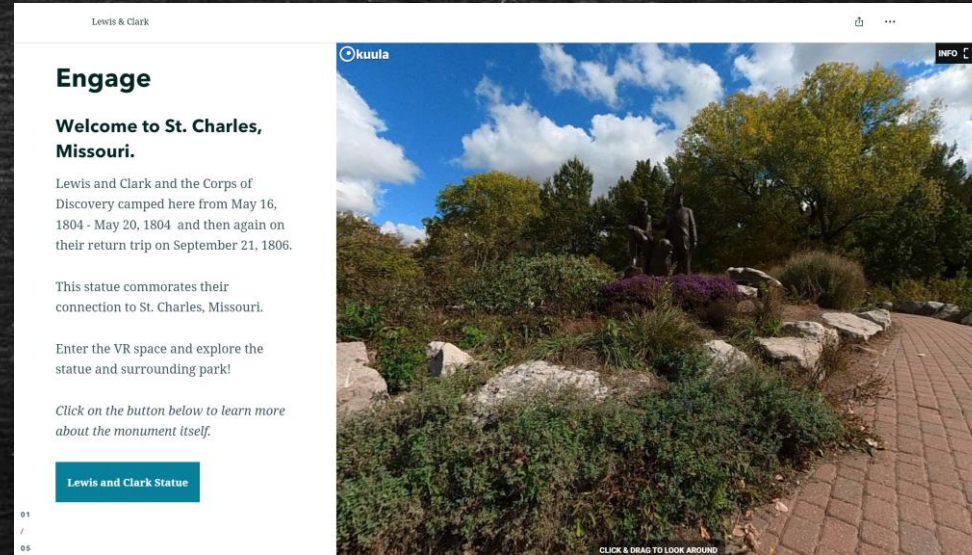 Lewis & Clark
Engage
Welcome to St. Charles,
Missouri.
Lewis and Clark and the Corps of
Discovery camped here from May 16,
1804 - May 20, 1804 and then again on
their return trip on September 21, 1806.
This statue commorates their
connection to St. Charles, Missouri.
Enter the VR space and explore the
statue and surrounding park!
Click on the button below to learn more
about the monument itself.
Lewis and Clark Statue
01
/
05
kuula
INFO
CLICK & DRAG TO LOOK AROUND